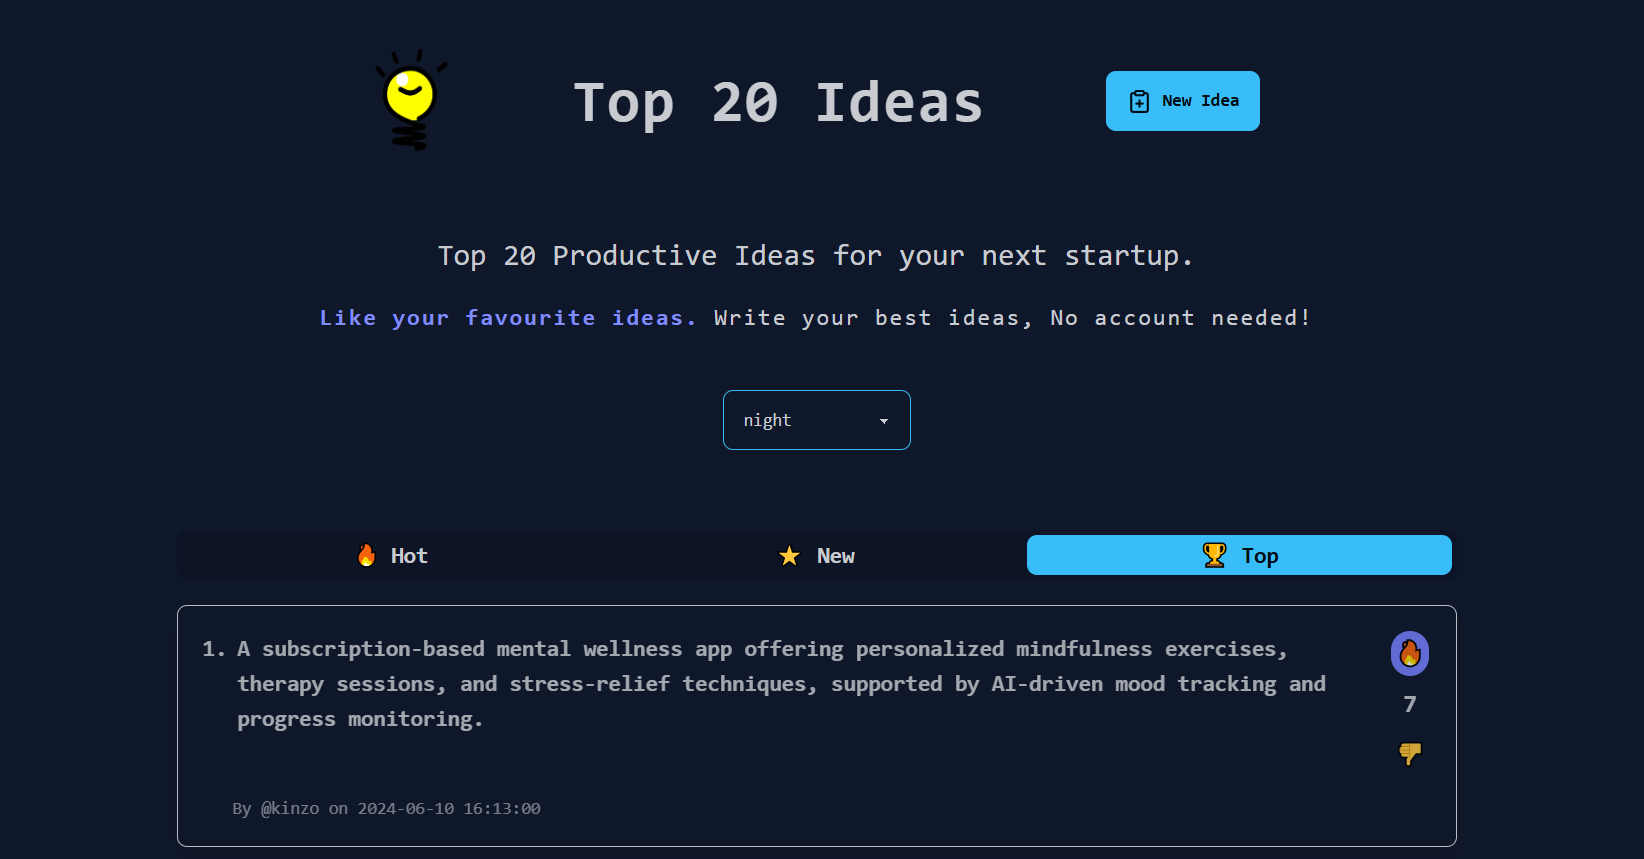 Top 20 Ideas
New Idea
Top 20 Productive Ideas for your next startup.
Like your favourite ideas. Write your best ideas, No account needed!
night
Hot
New
Top
1. A subscription-based mental wellness app offering personalized mindfulness exercises,
therapy sessions, and stress-relief techniques, supported by AI-driven mood tracking and
progress monitoring.
7
By @kinzo on 2024-06-10 16:13:00